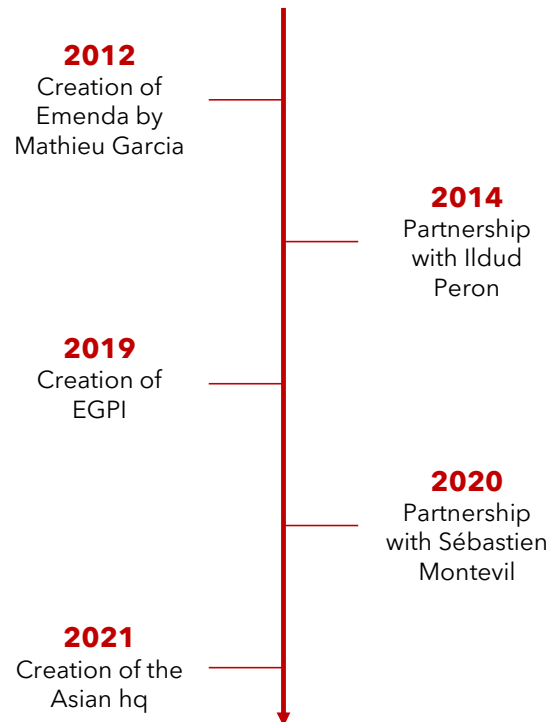 2012
Creation of
Emenda by
Mathieu Garcia
2014
Partnership
with Ildud
Peron
2019
Creation of
EGPI
2020
Partnership
with Sébastien
Montevil
2021
Creation of the
Asian hq